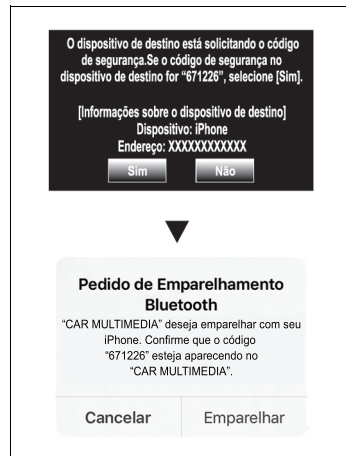 O dispositivo de destino está solicitando o código
de segurança.Se o código de segurança no
dispositivo de destino for “671226”, selecione [Sim].
[Informações sobre o dispositivo de destino]
Dispositivo: iPhone
Endereço: XXXXXXXXXXXX
Sim Não
Pedido de Emparelhamento
Bluetooth
“CAR MULTIMEDIA” deseja emparelhar com seu
iPhone. Confirme que o código
“671226” esteja aparecendo no
“CAR MULTIMEDIA”.
Cancelar Emparelhar